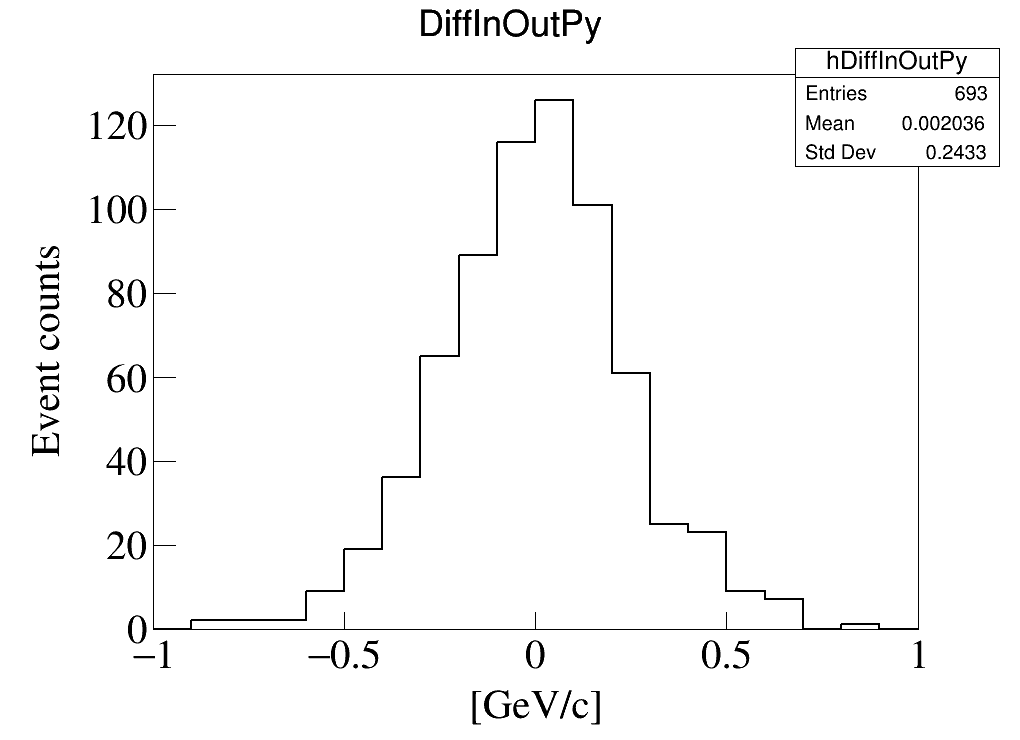 DiffInOutPy
hDiffInOutPy
Entries 693
Mean 0.002036
Std Dev 0.2433
Event counts
120
100
80
60
40
20
0
−1 −0.5 0 0.5 1
[GeV/c]